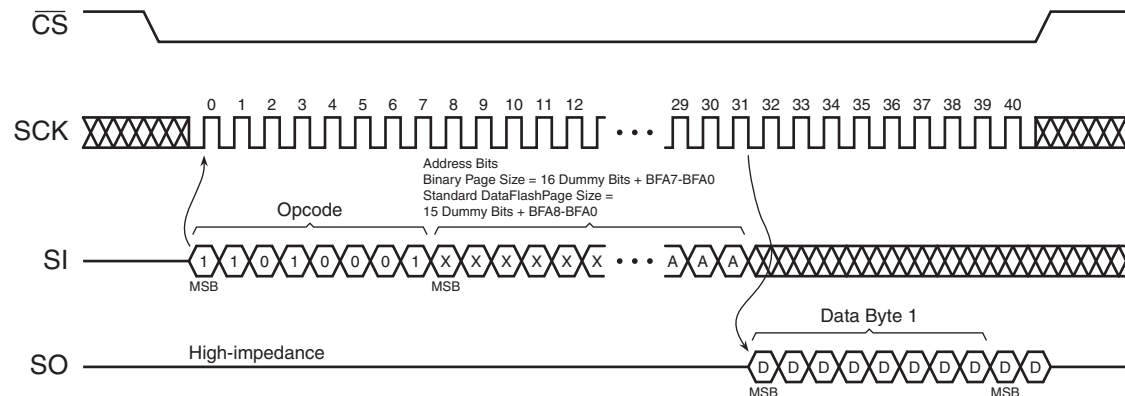 CS
0 1 2 3 4 5 6 7 8 9 10 11 12 29 30 31 32 33 34 35 36 37 38 39 40
SCK
Address Bits
Binary Page Size = 16 Dummy Bits + BFA7-BFA0
Standard DataFlashPage Size =
15 Dummy Bits + BFA8-BFA0
Opcode
SI 1 1 0 1 0 0 0 1 X X X X X X A A A
MSB MSB
Data Byte 1
High-impedance
SO D D D D D D D D D D
MSB MSB